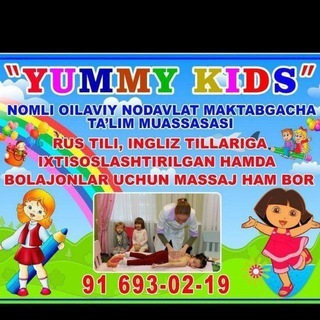 "YUMMY KIDS"
NOMLI OILAVIY NODAVLAT MAKTABGACHA
TA'LIM MUASSASASI
RUS TILI, INGLIZ TILLARIGA,
IXTISOSLASHTIRILGAN HAMDA
BOLAJONLAR UCHUN MASSAJ HAM BOR
91 693-02-19